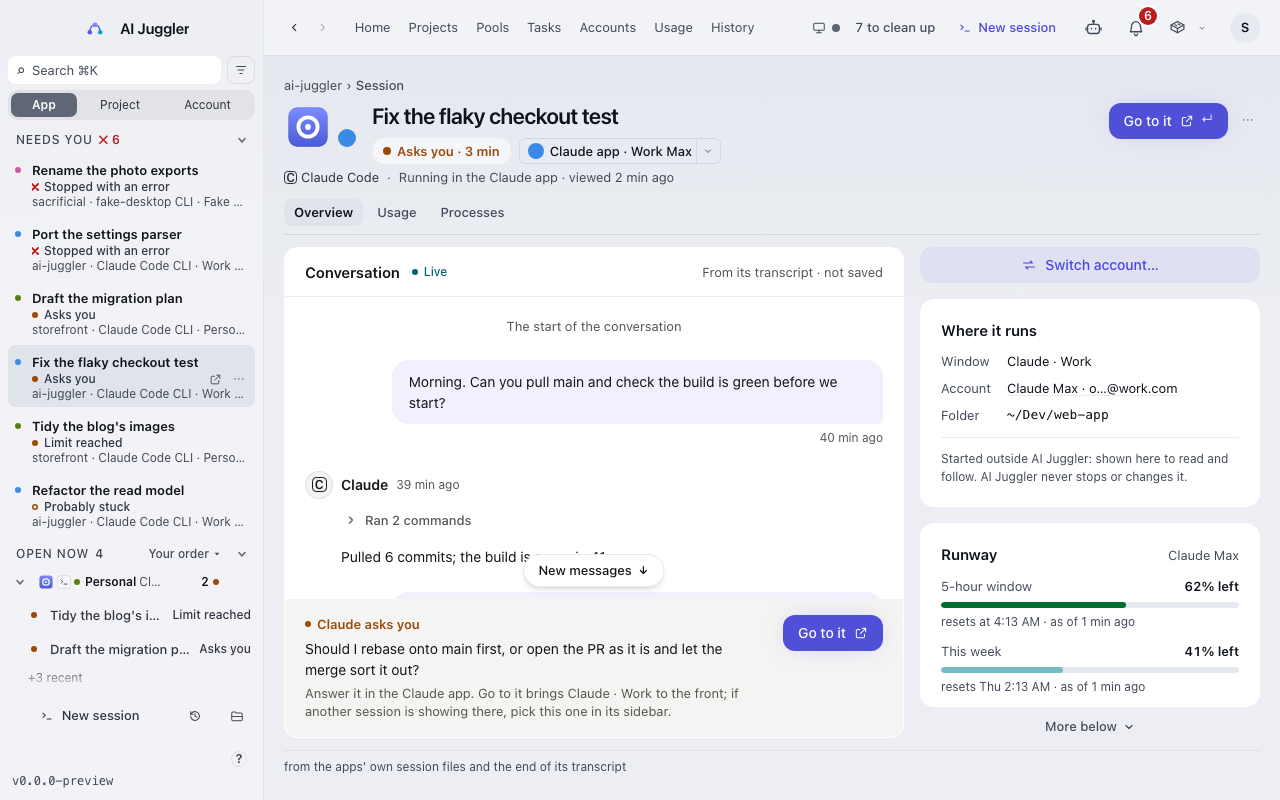 AI Juggler
Search ⌘K
App Project Account
NEEDS YOU 6
Rename the photo exports
Stopped with an error
sacrificial · fake-desktop CLI · Fake ...
Port the settings parser
Stopped with an error
ai-juggler · Claude Code CLI · Work ...
Draft the migration plan
Asks you
storefront · Claude Code CLI · Perso...
Fix the flaky checkout test
Asks you
ai-juggler · Claude Code CLI · Work ...
Tidy the blog's images
Limit reached
storefront · Claude Code CLI · Perso...
Refactor the read model
Probably stuck
ai-juggler · Claude Code CLI · Work ...
OPEN NOW 4 Your order
Personal Cl... 2
Tidy the blog's i... Limit reached
Draft the migration p... Asks you
+3 recent
New session
?
v0.0.0-preview
Home Projects Pools Tasks Accounts Usage History
7 to clean up New session 6 S
ai-juggler › Session
Fix the flaky checkout test
Asks you · 3 min Claude app · Work Max
Go to it
Claude Code · Running in the Claude app · viewed 2 min ago
Overview Usage Processes
Conversation Live From its transcript · not saved
The start of the conversation
Morning. Can you pull main and check the build is green before we
start?
40 min ago
Claude 39 min ago
Ran 2 commands
Pulled 6 commits; the build is
New messages ↓
Claude asks you
Should I rebase onto main first, or open the PR as it is and let the
merge sort it out?
Answer it in the Claude app. Go to it brings Claude · Work to the front; if
another session is showing there, pick this one in its sidebar.
Go to it
Switch account...
Where it runs
Window Claude · Work
Account Claude Max · o...@work.com
Folder ~/Dev/web-app
Started outside AI Juggler: shown here to read and
follow. AI Juggler never stops or changes it.
Runway Claude Max
5-hour window 62% left
resets at 4:13 AM · as of 1 min ago
This week 41% left
resets Thu 2:13 AM · as of 1 min ago
More below
from the apps' own session files and the end of its transcript